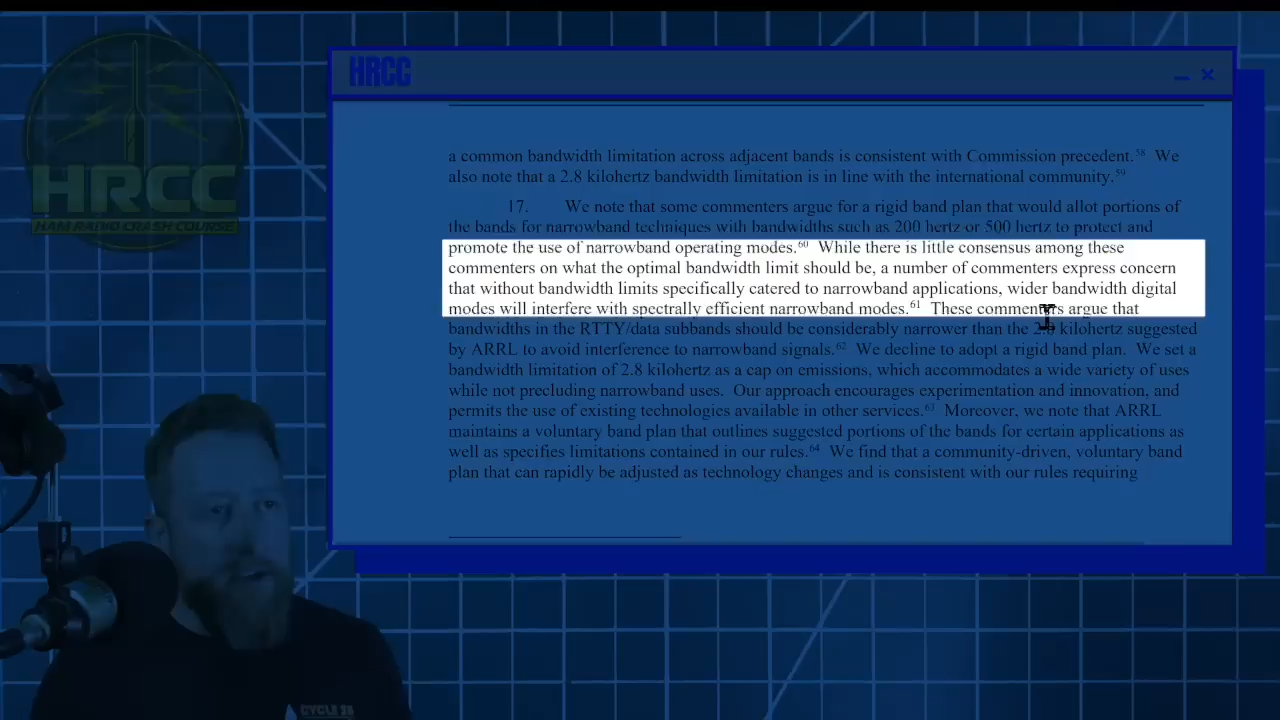 HRCC
HAM RADIO CRASH COURSE
HRCC
a common bandwidth limitation across adjacent bands is consistent with Commission precedent.58 We
also note that a 2.8 kilohertz bandwidth limitation is in line with the international community.59
17. We note that some commenters argue for a rigid band plan that would allot portions of
the bands for narrowband techniques with bandwidths such as 200 hertz or 500 hertz to protect and
promote the use of narrowband operating modes.60 While there is little consensus among these
commenters on what the optimal bandwidth limit should be, a number of commenters express concern
that without bandwidth limits specifically catered to narrowband applications, wider bandwidth digital
modes will interfere with spectrally efficient narrowband modes.61 These commenters argue that
bandwidths in the RTTY/data subbands should be considerably narrower than the 2.8 kilohertz suggested
by ARRL to avoid interference to narrowband signals.62 We decline to adopt a rigid band plan. We set a
bandwidth limitation of 2.8 kilohertz as a cap on emissions, which accommodates a wide variety of uses
while not precluding narrowband uses. Our approach encourages experimentation and innovation, and
permits the use of existing technologies available in other services.63 Moreover, we note that ARRL
maintains a voluntary band plan that outlines suggested portions of the bands for certain applications as
well as specifies limitations contained in our rules.64 We find that a community-driven, voluntary band
plan that can rapidly be adjusted as technology changes and is consistent with our rules requiring
CYCLE 25